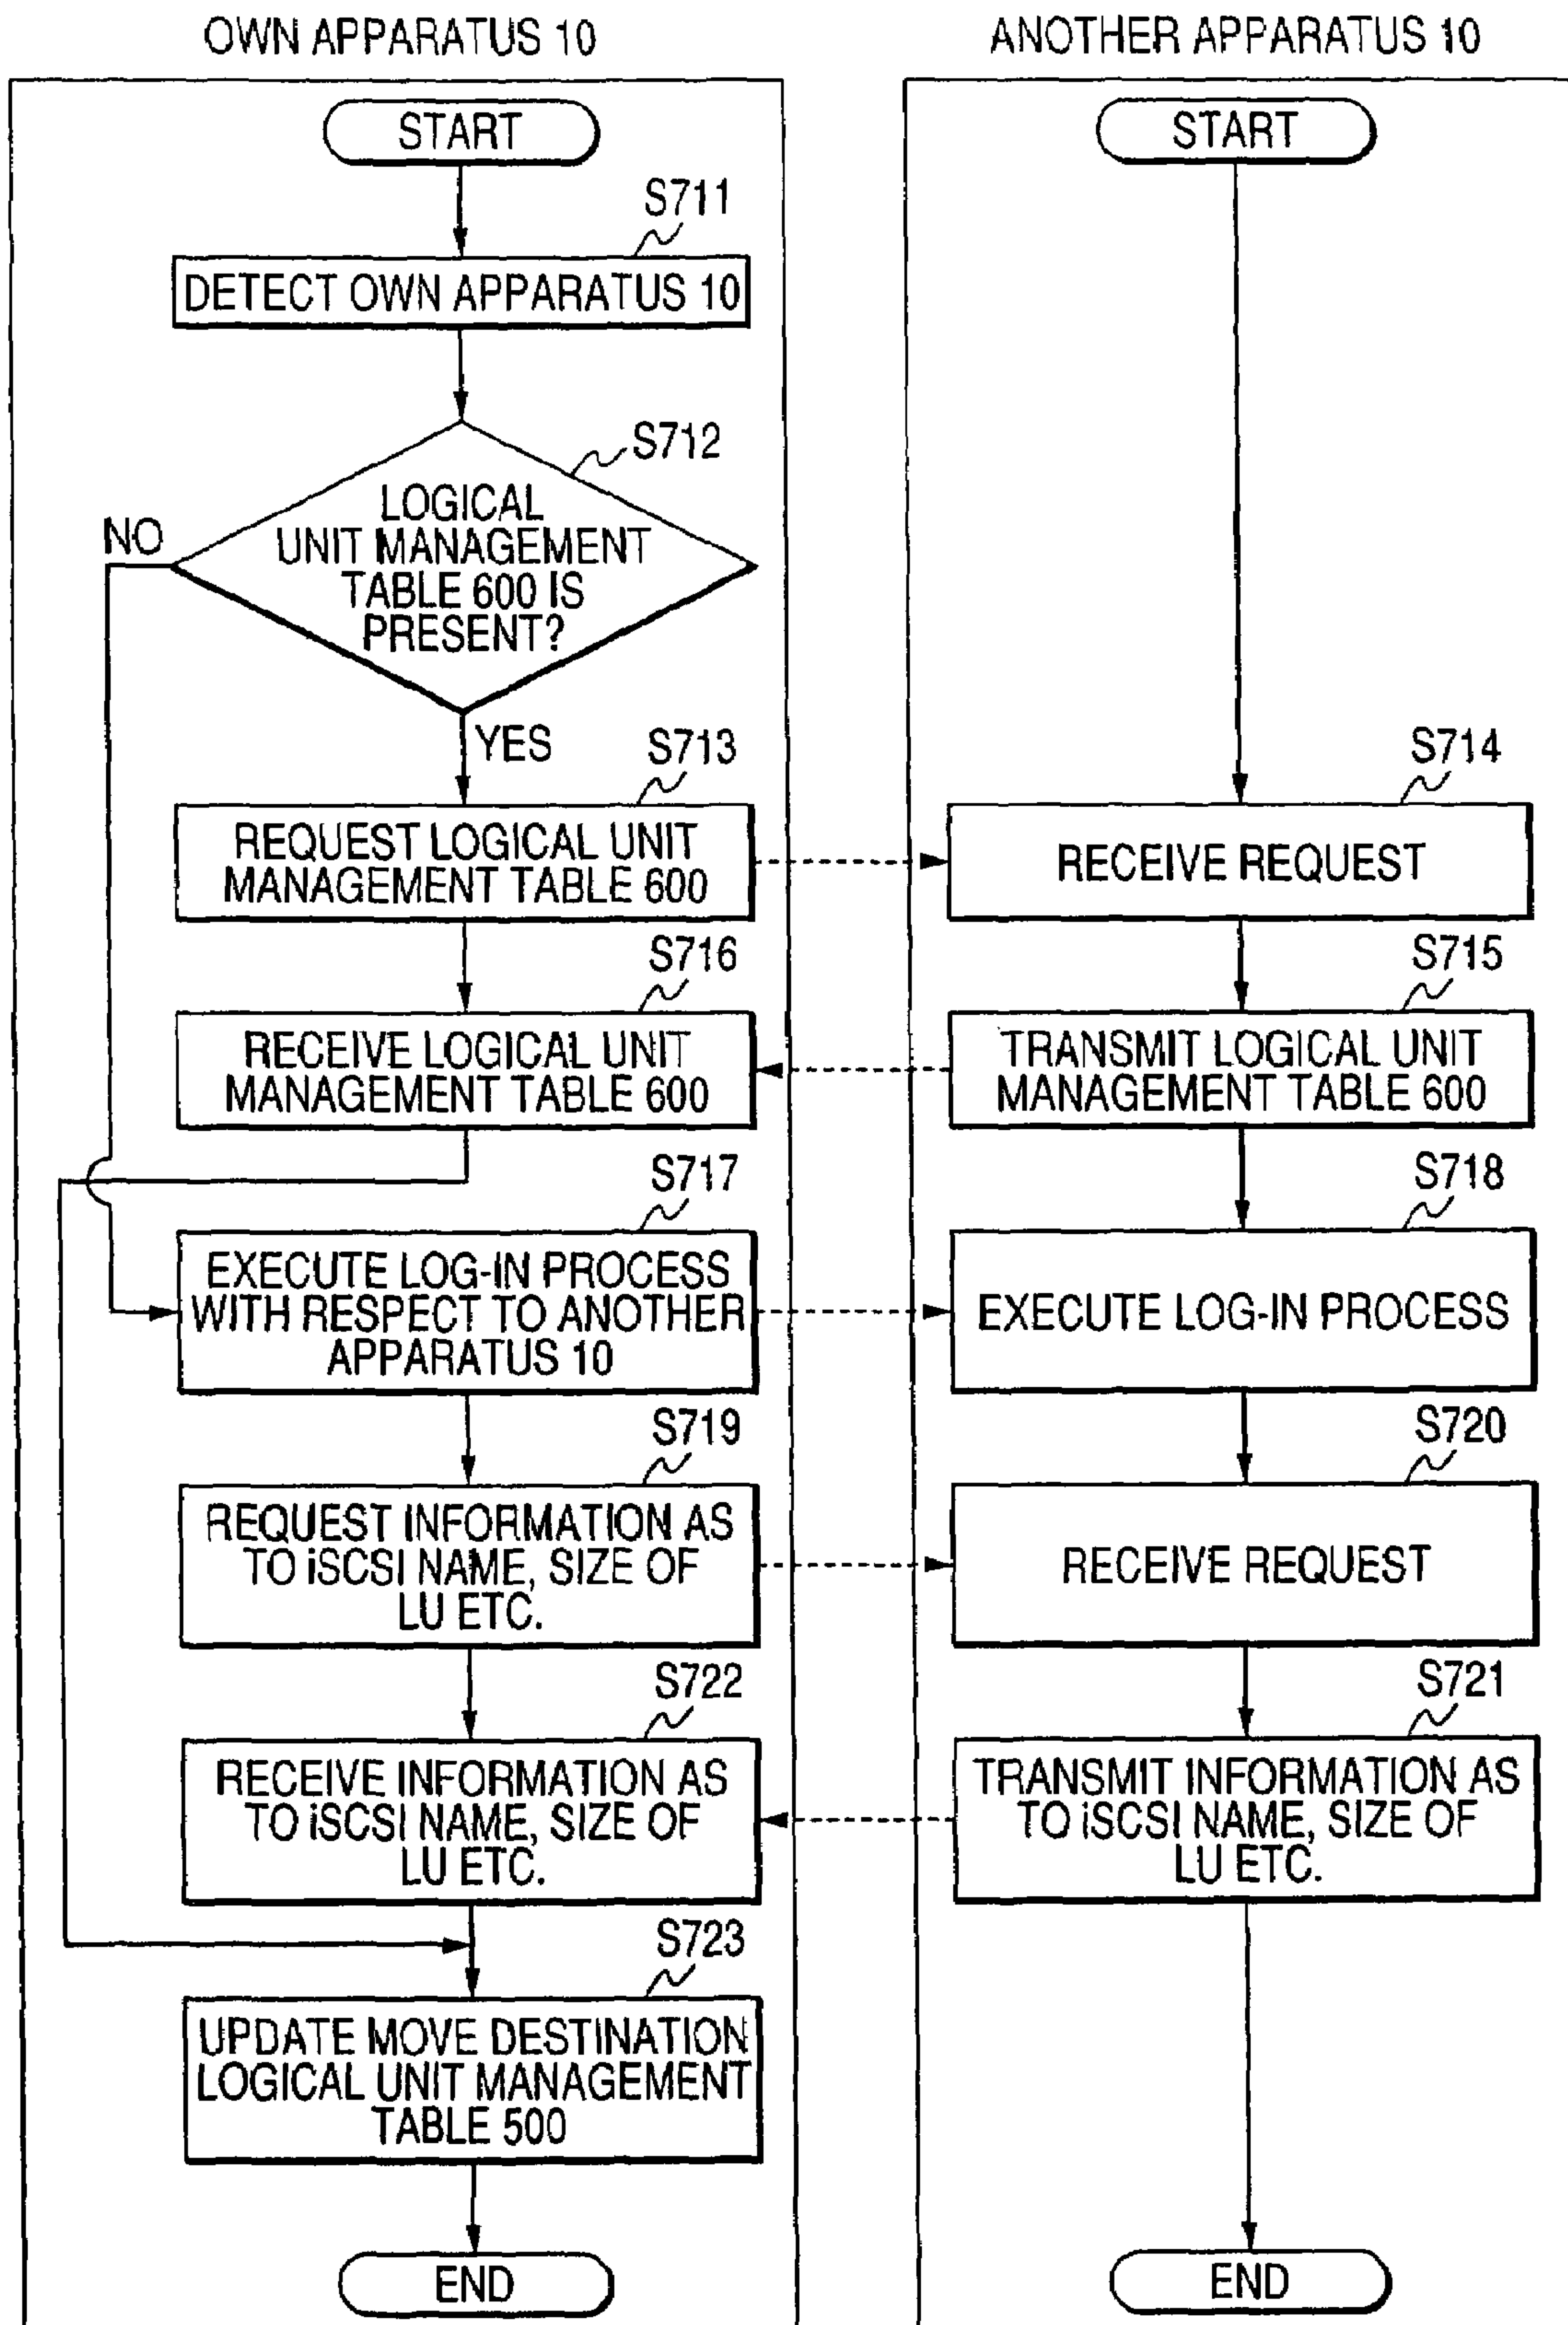 OWN APPARATUS 10
ANOTHER APPARATUS 10
START
START
S711
DETECT OWN APPARATUS 10
S712
LOGICAL
UNIT MANAGEMENT
TABLE 600 IS
PRESENT?
NO
YES
S713
REQUEST LOGICAL UNIT
MANAGEMENT TABLE 600
S714
RECEIVE REQUEST
S716
RECEIVE LOGICAL UNIT
MANAGEMENT TABLE 600
S715
TRANSMIT LOGICAL UNIT
MANAGEMENT TABLE 600
S717
EXECUTE LOG-IN PROCESS
WITH RESPECT TO ANOTHER
APPARATUS 10
S718
EXECUTE LOG-IN PROCESS
S719
REQUEST INFORMATION AS
TO iSCSI NAME, SIZE OF
LU ETC.
S720
RECEIVE REQUEST
S722
RECEIVE INFORMATION AS
TO iSCSI NAME, SIZE OF
LU ETC.
S721
TRANSMIT INFORMATION AS
TO iSCSI NAME, SIZE OF
LU ETC.
S723
UPDATE MOVE DESTINATION
LOGICAL UNIT MANAGEMENT
TABLE 500
END
END